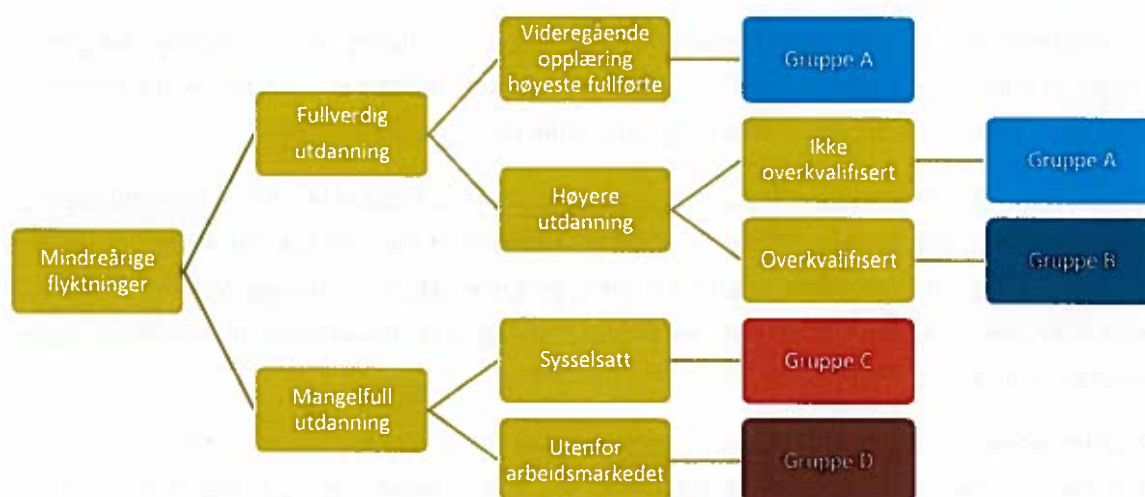 Videregående
opplæring
høyeste fullførte
Gruppe A
Fullverdig
utdanning
Ikke
overkvalifisert
Gruppe A
Høyere
utdanning
Mindreårige
flyktninger
Overkvalifisert
Gruppe B
Sysselsatt
Gruppe C
Mangelfull
utdanning
Utenfor
arbeidsmarkedet
Gruppe D